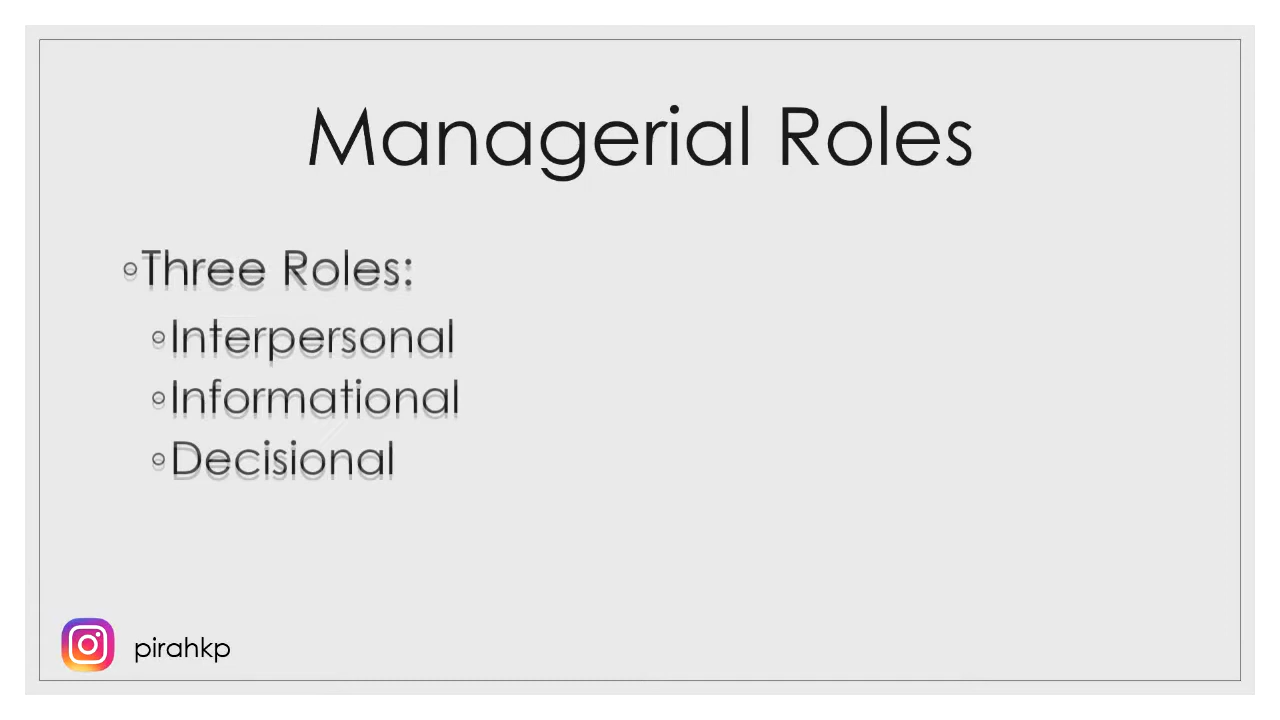 Managerial Roles
◦Three Roles:
◦Interpersonal
◦Informational
◦Decisional
pirahkp